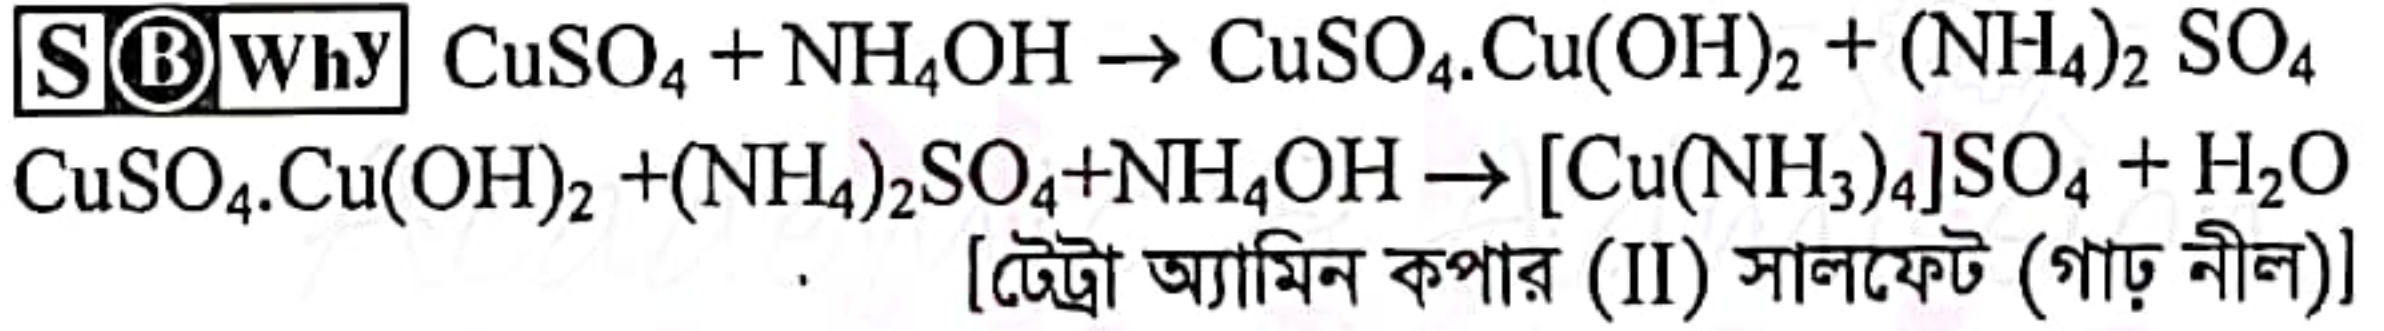 S B Why CuSO₄ + NH₄OH → CuSO₄.Cu(OH)₂ + (NH₄)₂ SO₄
CuSO₄.Cu(OH)₂ +(NH₄)₂SO₄+NH₄OH → [Cu(NH₃)₄]SO₄ + H₂O
[টেট্রা অ্যামিন কপার (II) সালফেট (গাঢ় নীল)]